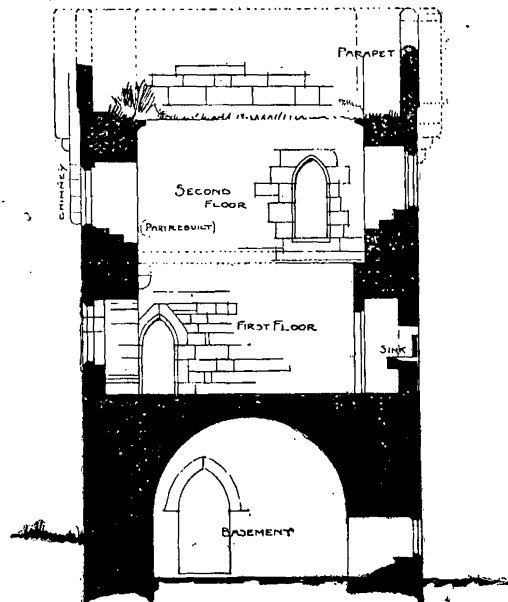 PARAPET
CHIMNEY
SECOND
FLOOR
(PART REBUILT)
FIRST FLOOR
SINK
BASEMENT